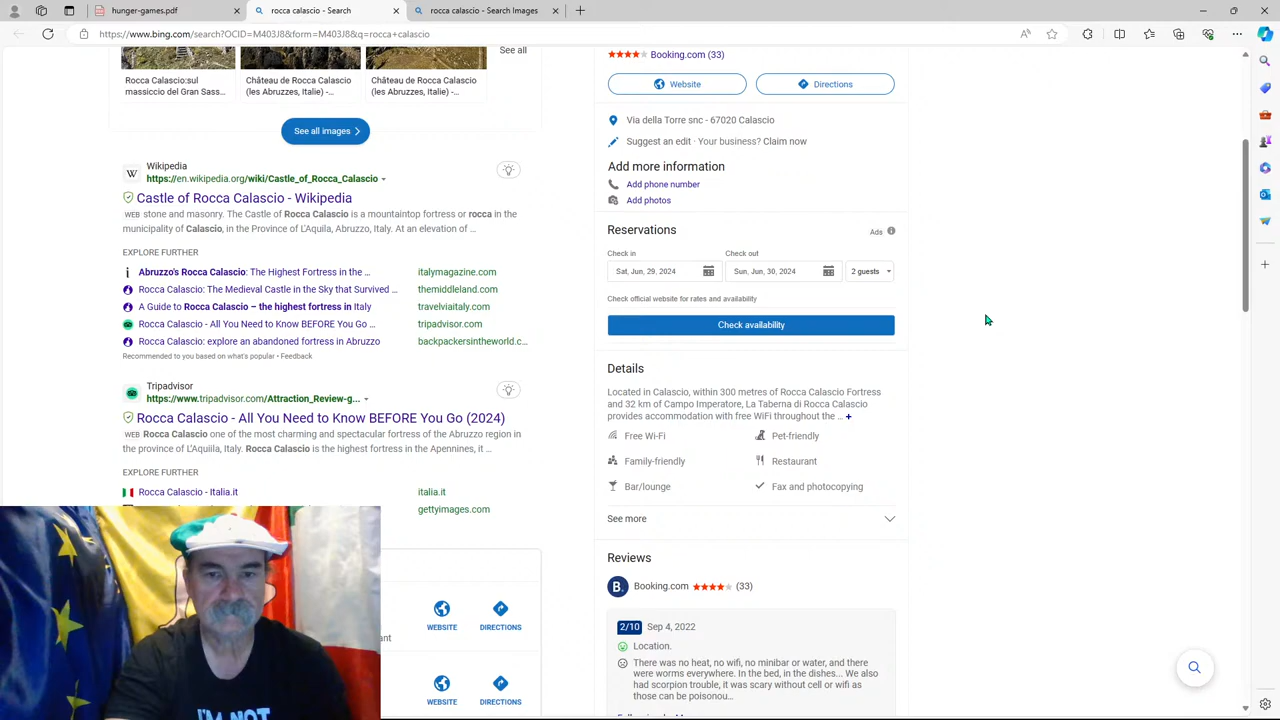 rocca calascio - Search
rocca calascio - Search
rocca calascio images - Search
https://www.bing.com/search?OCID=M403J8&form=M403J8&q=rocca+calascio
See all
Rocca Calascio:sul
massiccio del Gran Sass...
Château de Rocca Calascio
(les Abruzzes, Italie) -...
Château de Rocca Calascio
(les Abruzzes, Italie) -...
See all images
Wikipedia
https://en.wikipedia.org/wiki/Castle_of_Rocca_Calascio
Castle of Rocca Calascio - Wikipedia
WEB stone and masonry. The Castle of Rocca Calascio is a mountaintop fortress or rocca in the
municipality of Calascio, in the Province of L'Aquila, Abruzzo, Italy. At an elevation of ...
EXPLORE FURTHER
Abruzzo's Rocca Calascio: The Highest Fortress in the ...
italymagazine.com
Rocca Calascio: The Medieval Castle in the Sky that Survived ...
themiddleland.com
A Guide to Rocca Calascio – the highest fortress in Italy
travelviaitaly.com
Rocca Calascio - All You Need to Know BEFORE You Go ...
tripadvisor.com
Rocca Calascio: explore an abandoned fortress in Abruzzo
backpackersintheworld.c...
Recommended to you based on what's popular • Feedback
Tripadvisor
https://www.tripadvisor.com/Attraction_Review-g...
Rocca Calascio - All You Need to Know BEFORE You Go (2024)
WEB Rocca Calascio one of the most charming and spectacular fortress of the Abruzzo region in
the province of L'Aquiila, Italy. Rocca Calascio is the highest fortress in the Apennines, it ...
EXPLORE FURTHER
Rocca Calascio - Italia.it
italia.it
gettyimages.com
WEBSITE
DIRECTIONS
ant
WEBSITE
DIRECTIONS
I'M NOT
Booking.com (33)
Website
Directions
Via della Torre snc - 67020 Calascio
Suggest an edit · Your business? Claim now
Add more information
Add phone number
Add photos
Reservations
Ads
Check in
Check out
Sat, Jun, 29, 2024
Sun, Jun, 30, 2024
2 guests
Check official website for rates and availability
Check availability
Details
Located in Calascio, within 300 metres of Rocca Calascio Fortress
and 32 km of Campo Imperatore, La Taberna di Rocca Calascio
provides accommodation with free WiFi throughout the ... +
Free Wi-Fi
Pet-friendly
Family-friendly
Restaurant
Bar/lounge
Fax and photocopying
See more
Reviews
B.
Booking.com
(33)
2/10
Sep 4, 2022
Location.
There was no heat, no wifi, no minibar or water, and there
were worms everywhere. In the bed, in the dishes... We also
had scorpion trouble, it was scary without cell or wifi as
those can be poisonou...